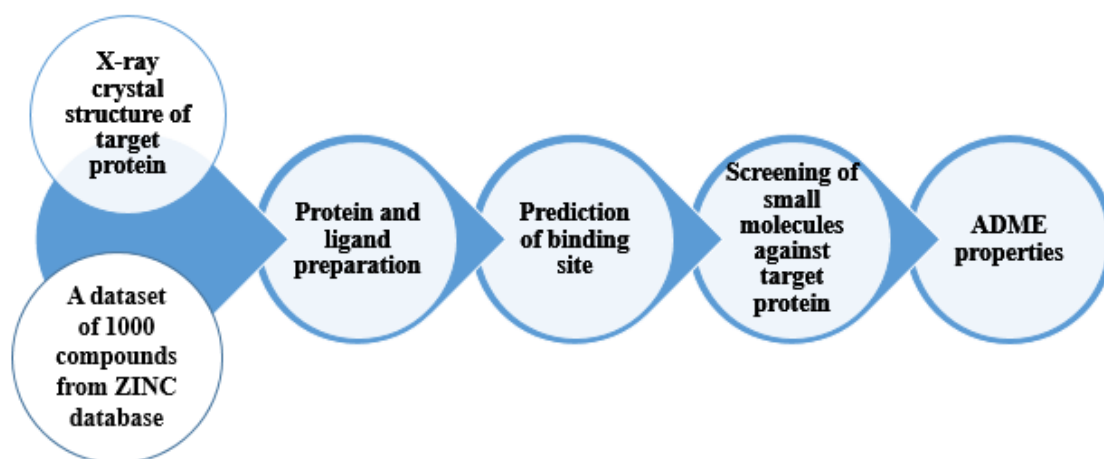 X-ray
crystal
structure of
target
protein
A dataset
of 1000
compounds
from ZINC
database
Protein and
ligand
preparation
Prediction
of binding
site
Screening of
small
molecules
against
target
protein
ADME
properties